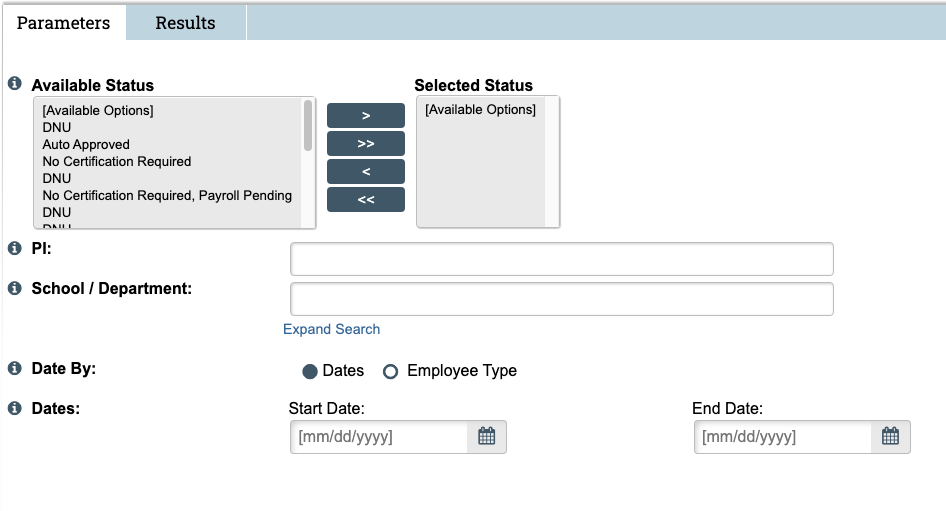 Parameters Results
Available Status Selected Status
[Available Options] [Available Options]
DNU
Auto Approved
No Certification Required
DNU
No Certification Required, Payroll Pending
DNU
DNU
>
>>
<
<<
PI:
School / Department:
Expand Search
Date By: Dates Employee Type
Dates: Start Date: End Date:
[mm/dd/yyyy] [mm/dd/yyyy]